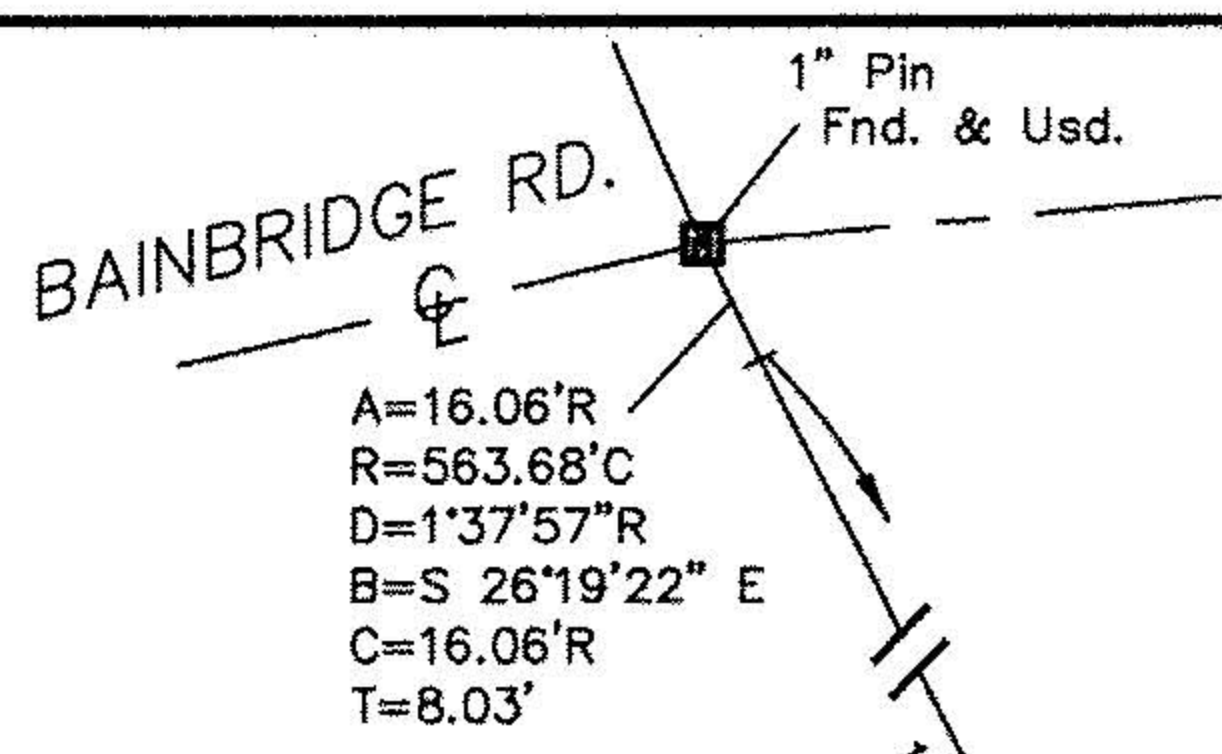 1" Pin
Fnd. & Usd.
BAINBRIDGE RD.
℄
A=16.06'R
R=563.68'C
D=1°37'57"R
B=S 26°19'22" E
C=16.06'R
T=8.03'